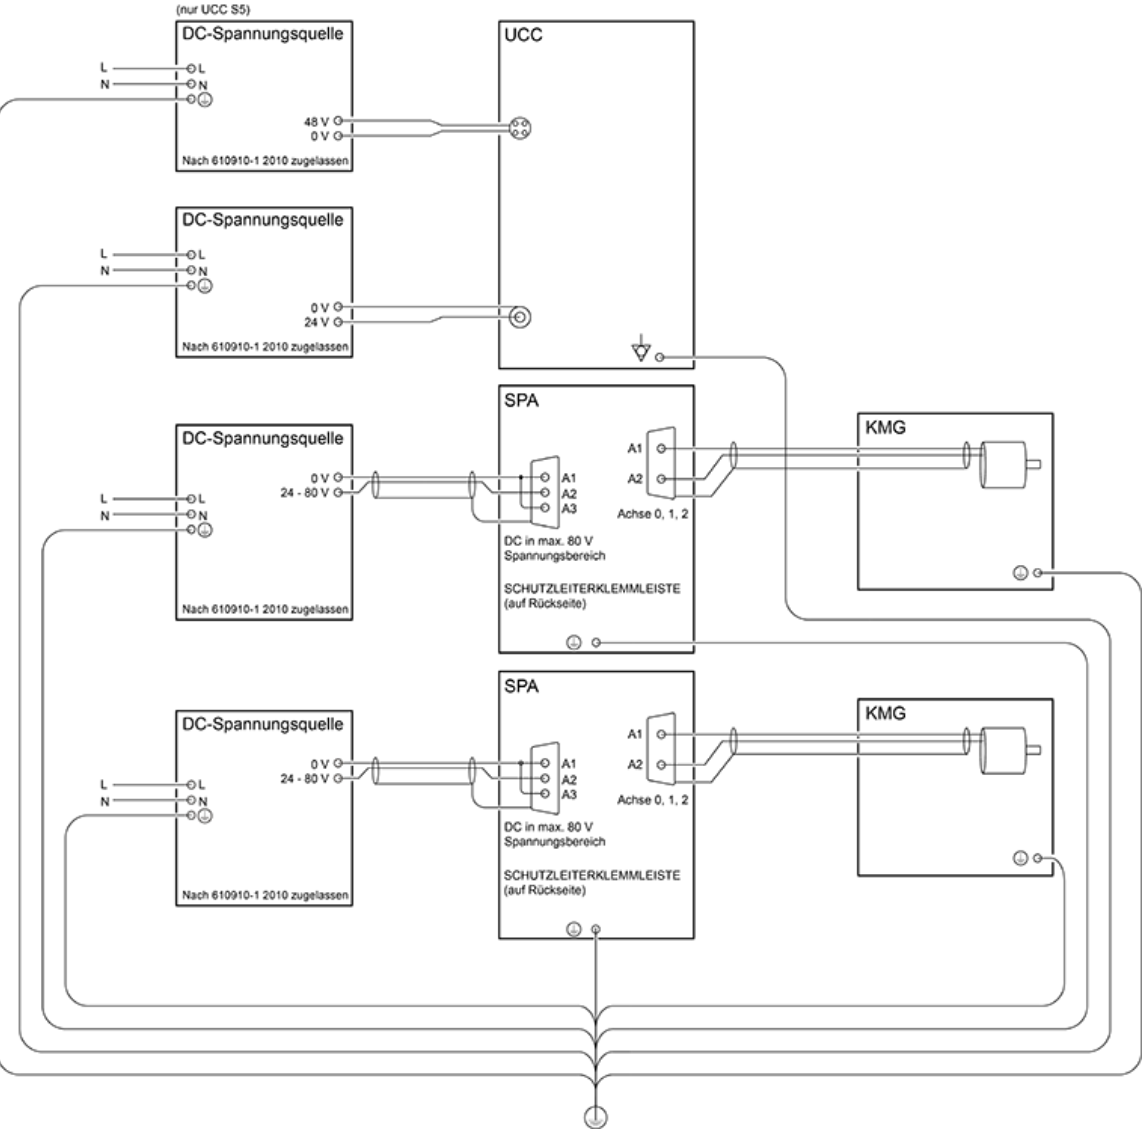 (nur UCC S5)
DC-Spannungsquelle
L
L
N
N
48 V
0 V
Nach 610910-1 2010 zugelassen
UCC
DC-Spannungsquelle
L
L
N
N
0 V
24 V
Nach 610910-1 2010 zugelassen
DC-Spannungsquelle
0 V
24 - 80 V
L
L
N
N
Nach 610910-1 2010 zugelassen
SPA
A1
A2
A3
A1
A2
Achse 0, 1, 2
DC in max. 80 V
Spannungsbereich
SCHUTZLEITERKLEMMLEISTE
(auf Rückseite)
KMG
DC-Spannungsquelle
0 V
24 - 80 V
L
L
N
N
Nach 610910-1 2010 zugelassen
SPA
A1
A2
A3
A1
A2
Achse 0, 1, 2
DC in max. 80 V
Spannungsbereich
SCHUTZLEITERKLEMMLEISTE
(auf Rückseite)
KMG